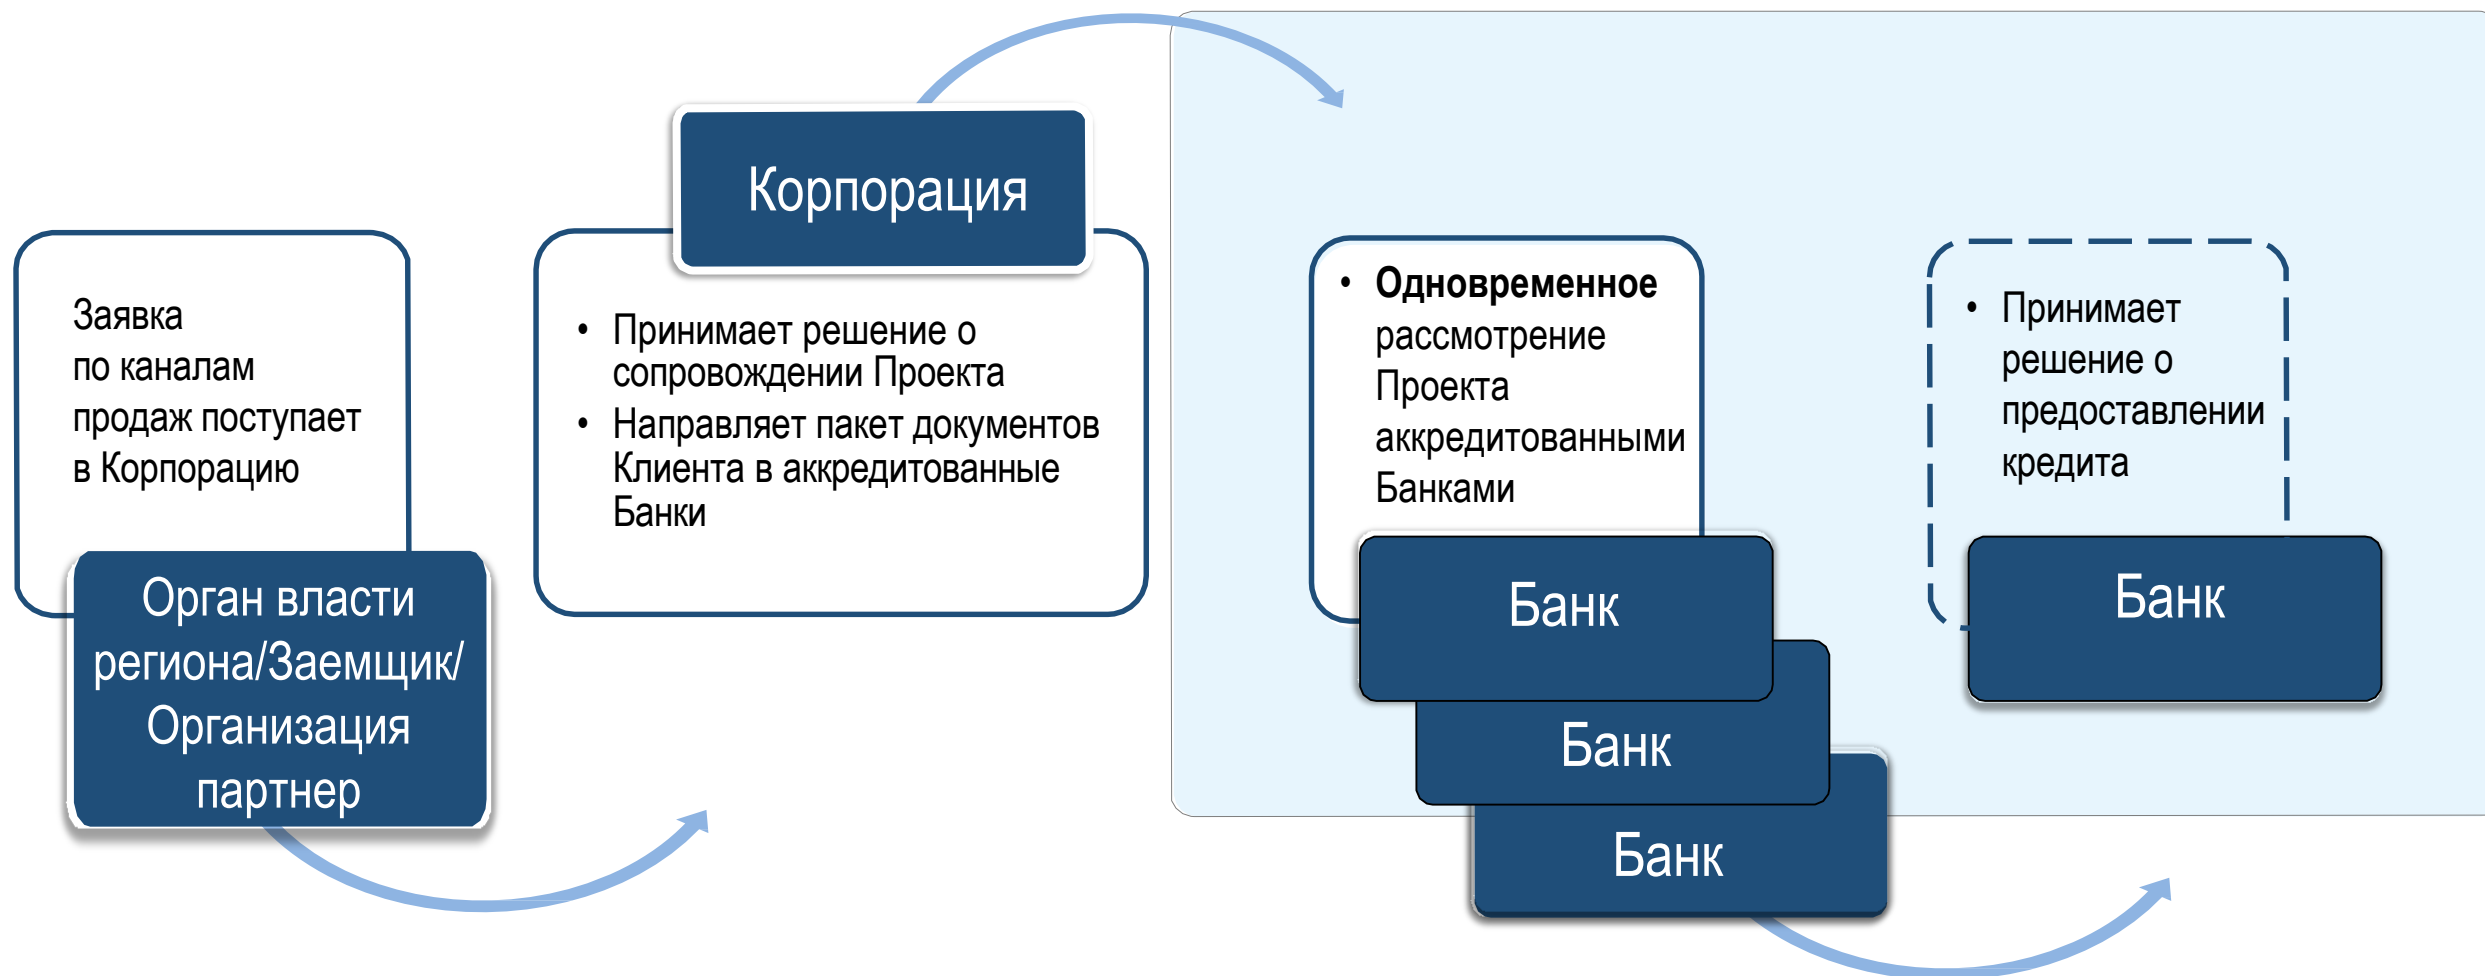 Заявка
по каналам
продаж поступает
в Корпорацию
Орган власти
региона/Заемщик/
Организация
партнер
Корпорация
• Принимает решение о
сопровождении Проекта
• Направляет пакет документов
Клиента в аккредитованные
Банки
• Одновременное
рассмотрение
Проекта
аккредитованными
Банками
Банк
Банк
Банк
• Принимает
решение о
предоставлении
кредита
Банк